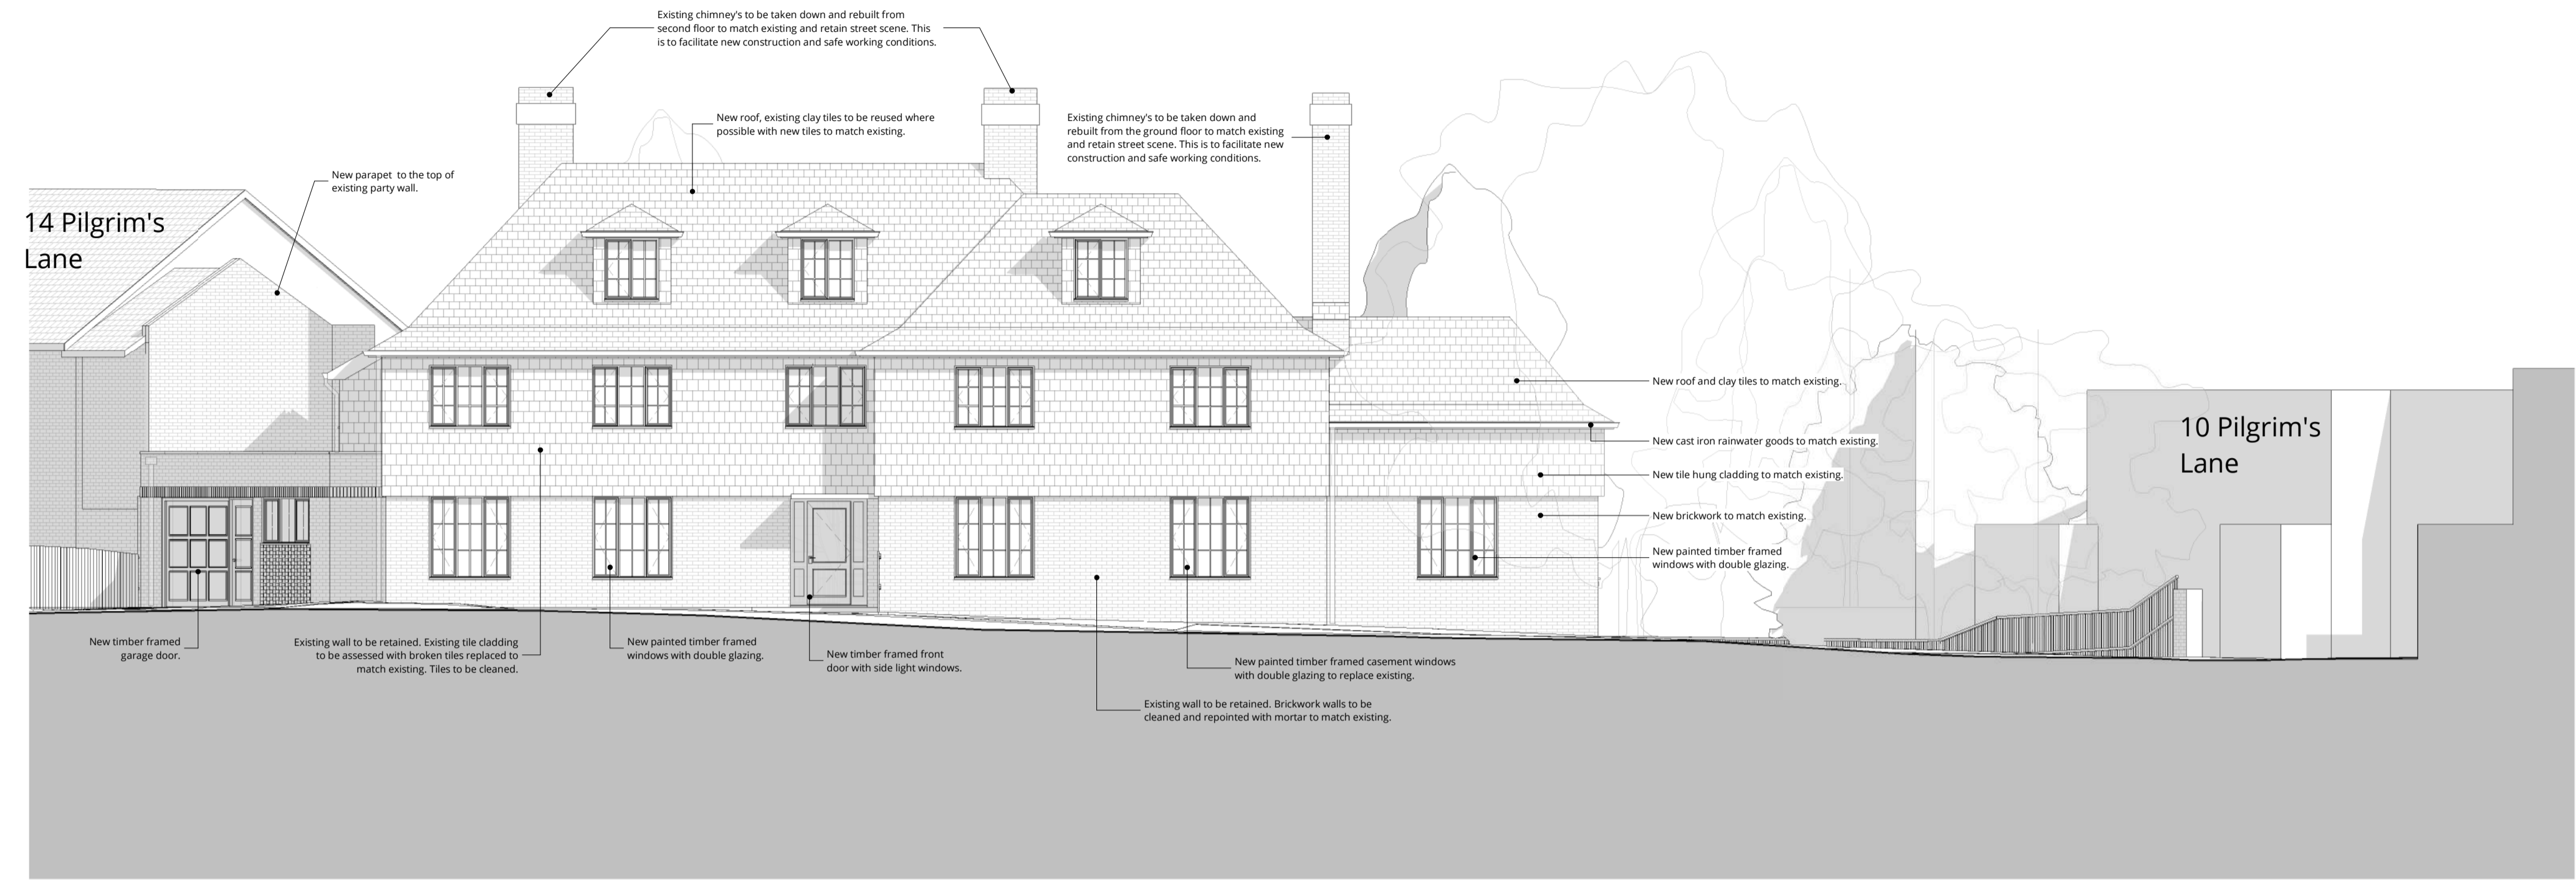 Existing chimney's to be taken down and rebuilt from
second floor to match existing and retain street scene. This
is to facilitate new construction and safe working conditions.
New roof, existing clay tiles to be reused where
possible with new tiles to match existing.
Existing chimney's to be taken down and
rebuilt from the ground floor to match existing
and retain street scene. This is to facilitate new
construction and safe working conditions.
New parapet to the top of
existing party wall.
14 Pilgrim's
Lane
New roof and clay tiles to match existing.
10 Pilgrim's
Lane
New cast iron rainwater goods to match existing.
New tile hung cladding to match existing.
New brickwork to match existing.
New painted timber framed
windows with double glazing.
New timber framed
garage door.
Existing wall to be retained. Existing tile cladding
to be assessed with broken tiles replaced to
match existing. Tiles to be cleaned.
New painted timber framed
windows with double glazing.
New timber framed front
door with side light windows.
New painted timber framed casement windows
with double glazing to replace existing.
Existing wall to be retained. Brickwork walls to be
cleaned and repointed with mortar to match existing.